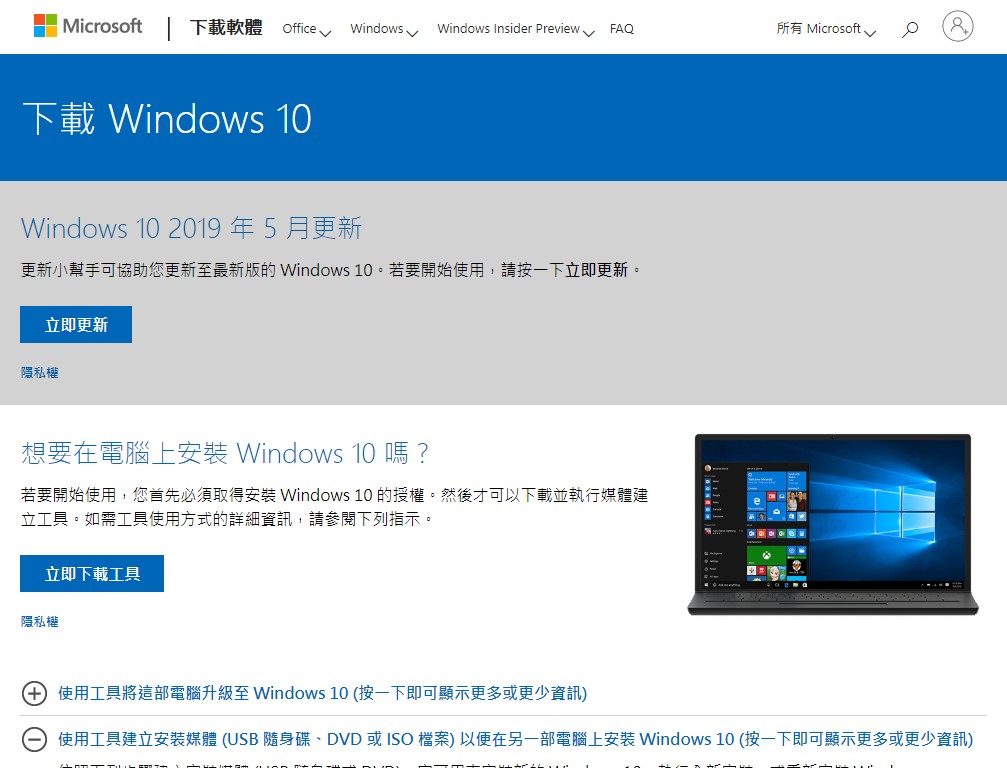 Microsoft | 下載軟體 Office Windows Windows Insider Preview FAQ 所有 Microsoft
下載 Windows 10
Windows 10 2019 年 5 月更新
更新小幫手可協助您更新至最新版的 Windows 10。若要開始使用，請按一下立即更新。
立即更新
隱私權
想要在電腦上安裝 Windows 10 嗎？
若要開始使用，您首先必須取得安裝 Windows 10 的授權。然後才可以下載並執行媒體建
立工具。如需工具使用方式的詳細資訊，請參閱下列指示。
立即下載工具
隱私權
使用工具將這部電腦升級至 Windows 10 (按一下即可顯示更多或更少資訊)
使用工具建立安裝媒體 (USB 隨身碟、DVD 或 ISO 檔案) 以便在另一部電腦上安裝 Windows 10 (按一下即可顯示更多或更少資訊)